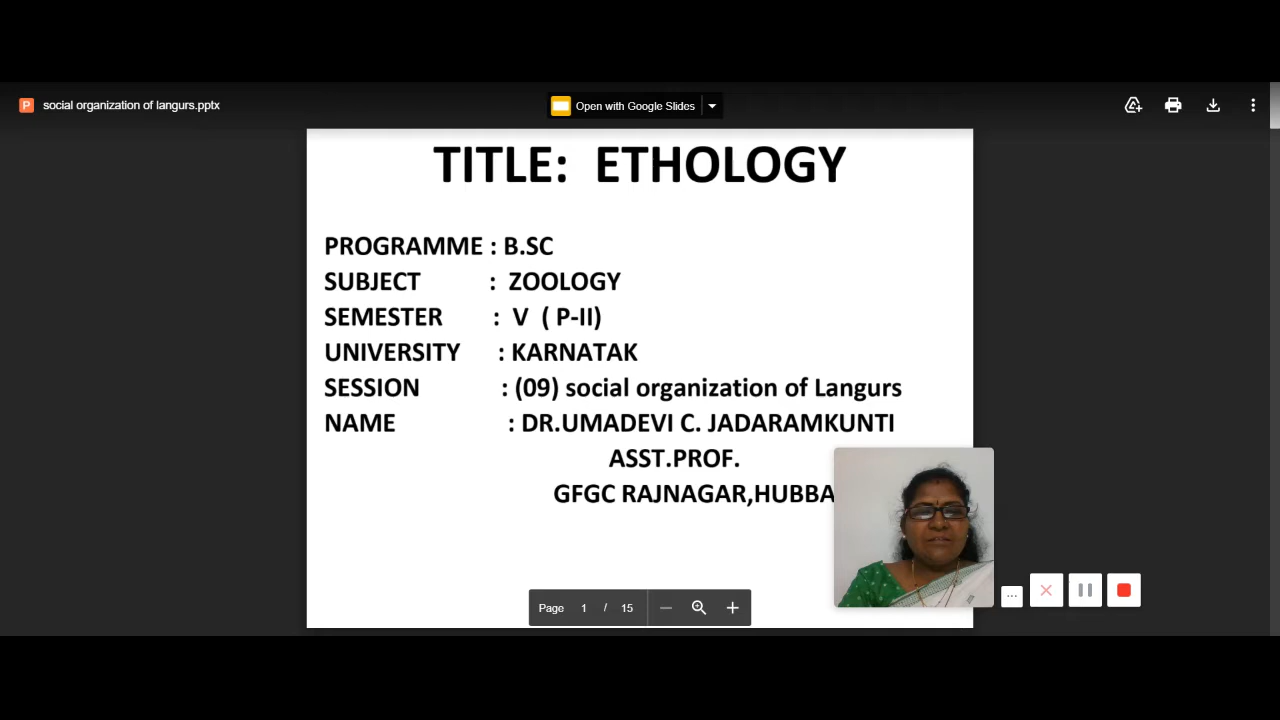 social organization of langurs.pptx
Open with Google Slides
TITLE: ETHOLOGY
PROGRAMME : B.SC
SUBJECT : ZOOLOGY
SEMESTER : V ( P-II)
UNIVERSITY : KARNATAK
SESSION : (09) social organization of Langurs
NAME : DR.UMADEVI C. JADARAMKUNTI
ASST.PROF.
GFGC RAJNAGAR,HUBBA
Page 1 / 15